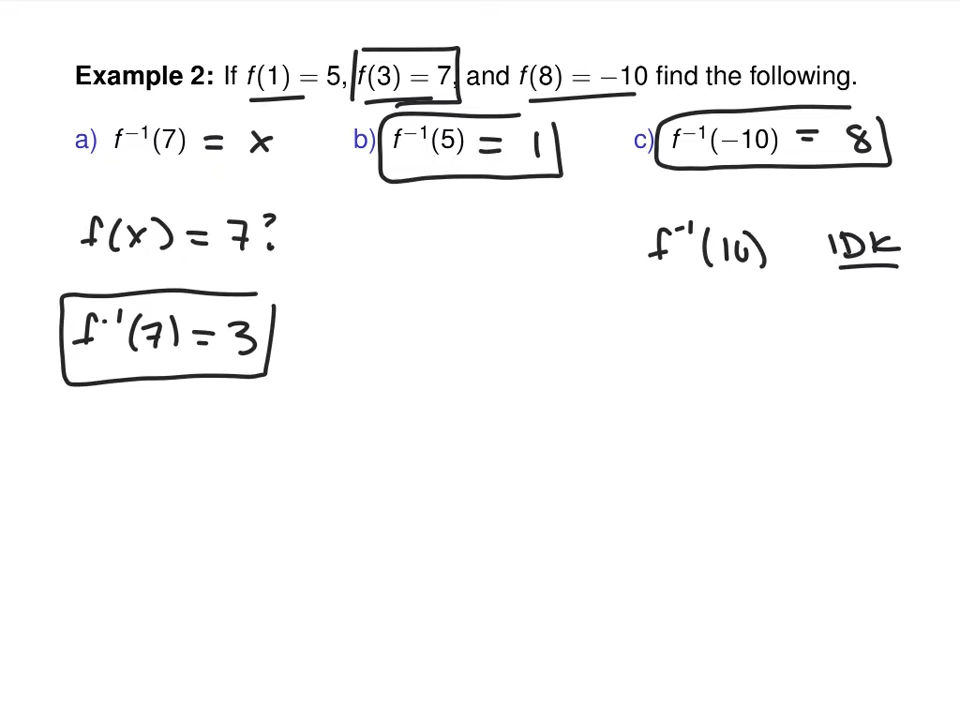 Example 2: If f(1) = 5, f(3) = 7, and f(8) = −10 find the following.
a) f⁻¹(7) = x b) f⁻¹(5) = 1 c) f⁻¹(−10) = 8
f(x) = 7? f⁻¹(10) IDK
f⁻¹(7) = 3